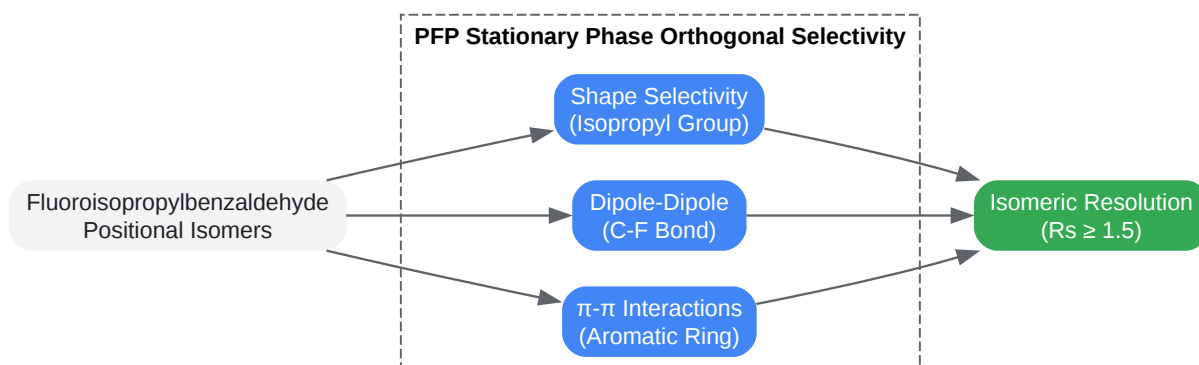 PFP Stationary Phase Orthogonal Selectivity
Shape Selectivity
(Isopropyl Group)
Fluoroisopropylbenzaldehyde
Positional Isomers
Dipole-Dipole
(C-F Bond)
Isomeric Resolution
(Rs ≥ 1.5)
π-π Interactions
(Aromatic Ring)